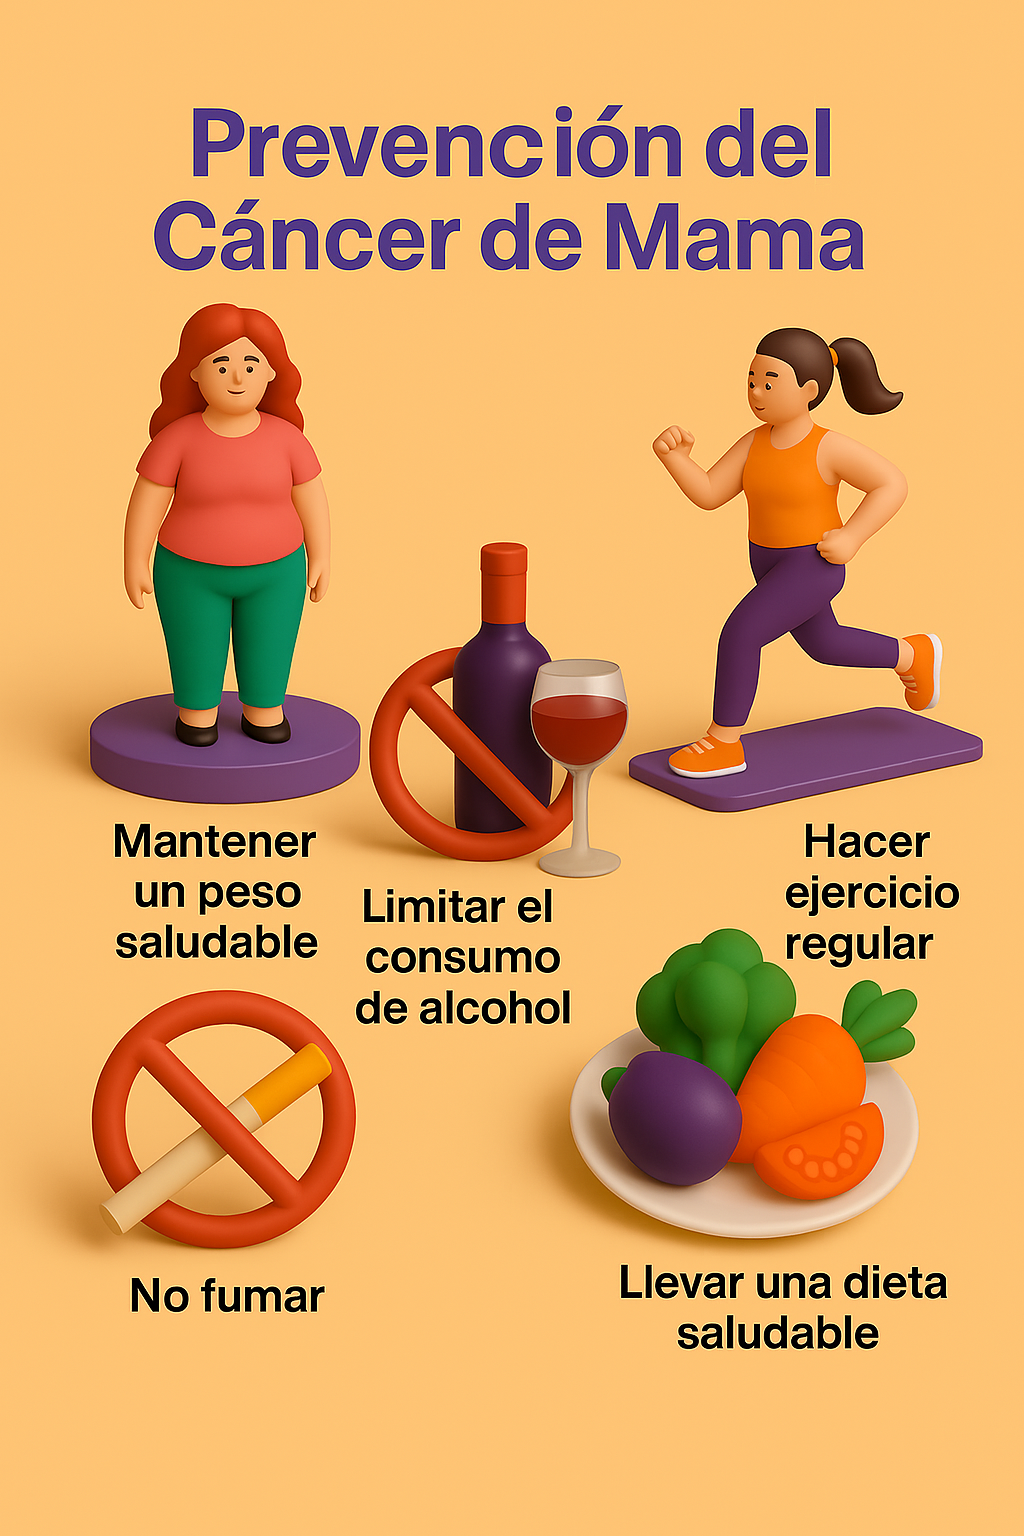 Prevención del
Cáncer de Mama
Mantener
un peso
saludable
Limitar el
consumo
de alcohol
Hacer
ejercicio
regular
No fumar
Llevar una dieta
saludable